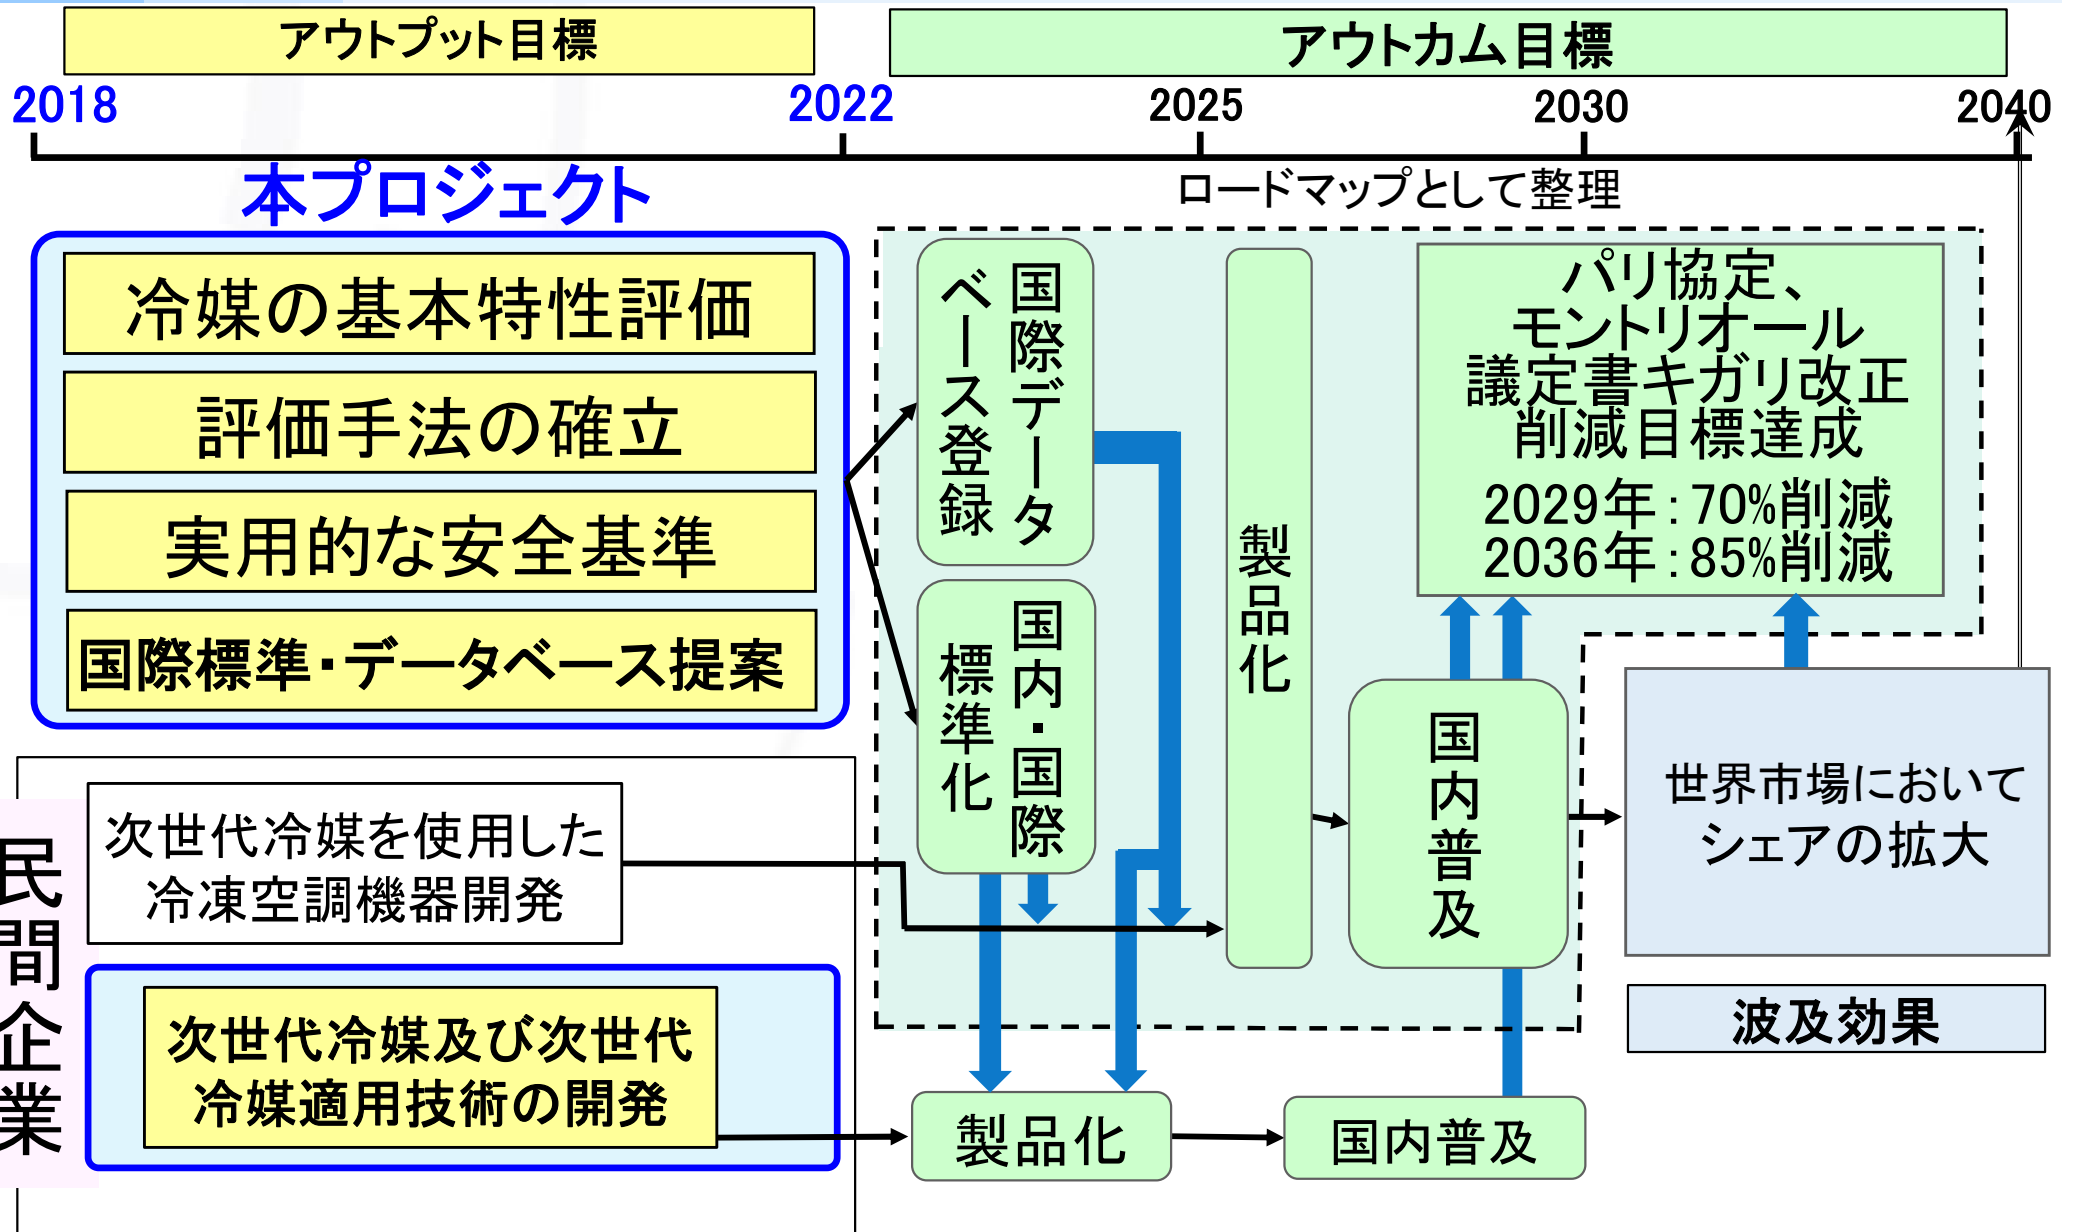 アウトプット目標
アウトカム目標
2018
2022
2025
2030
2040
本プロジェクト
ロードマップとして整理
冷媒の基本特性評価
評価手法の確立
実用的な安全基準
国際標準・データベース提案
国際データ
ベース登録
国内・国際
標準化
製品化
パリ協定、
モントリオール
議定書キガリ改正
削減目標達成
2029年：70%削減
2036年：85%削減
国内普及
世界市場において
シェアの拡大
波及効果
民間企業
次世代冷媒を使用した
冷凍空調機器開発
次世代冷媒及び次世代
冷媒適用技術の開発
製品化
国内普及